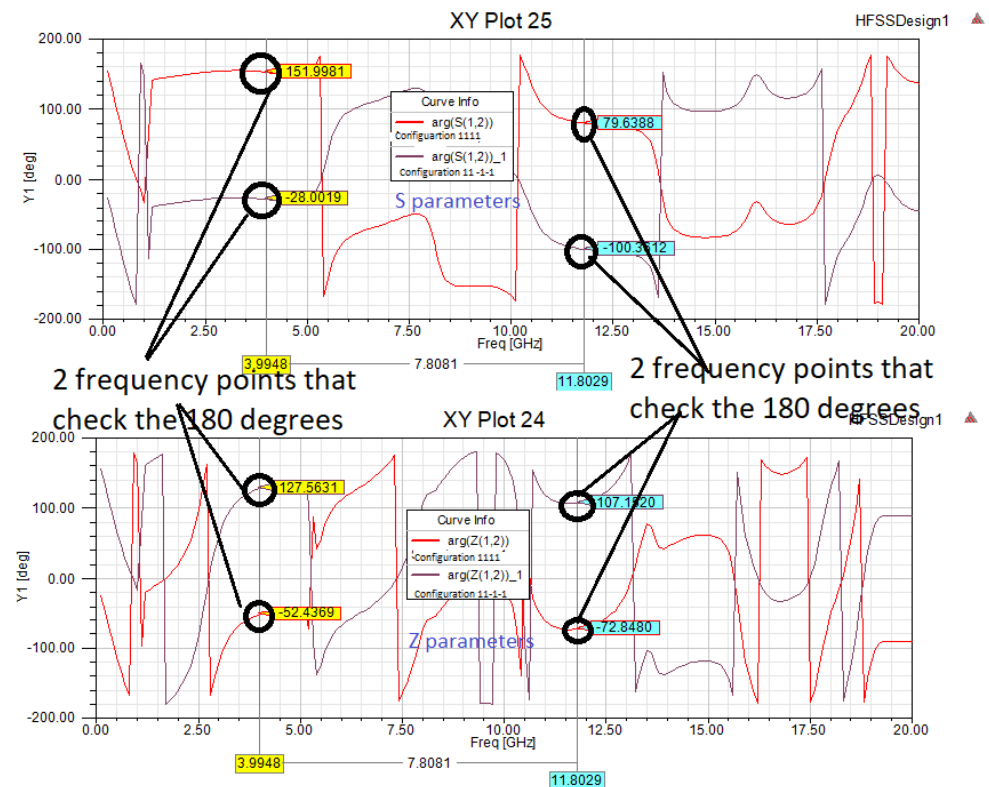 XY Plot 25
HFSSDesign1
200.00
100.00
0.00
-100.00
-200.00
Y1 [deg]
151.9981
-28.0019
79.6388
-100.3612
Curve Info
arg(S(1,2))
Configuartion 1111
arg(S(1,2))_1
Configuration 11 -1-1
S parameters
0.00
2.50
5.00
7.50
10.00
12.50
15.00
17.50
20.00
Freq [GHz]
3.9948
7.8081
11.8029
2 frequency points that
check the 180 degrees
2 frequency points that
check the 180 degrees
XY Plot 24
HFSSDesign1
200.00
100.00
0.00
-100.00
-200.00
Y1 [deg]
127.5631
-52.4369
107.1520
-72.8480
Curve Info
arg(Z(1,2))
Configuration 1111
arg(Z(1,2))_1
Configuration 11-1-1
Z parameters
0.00
2.50
5.00
7.50
10.00
12.50
15.00
17.50
20.00
Freq [GHz]
3.9948
7.8081
11.8029